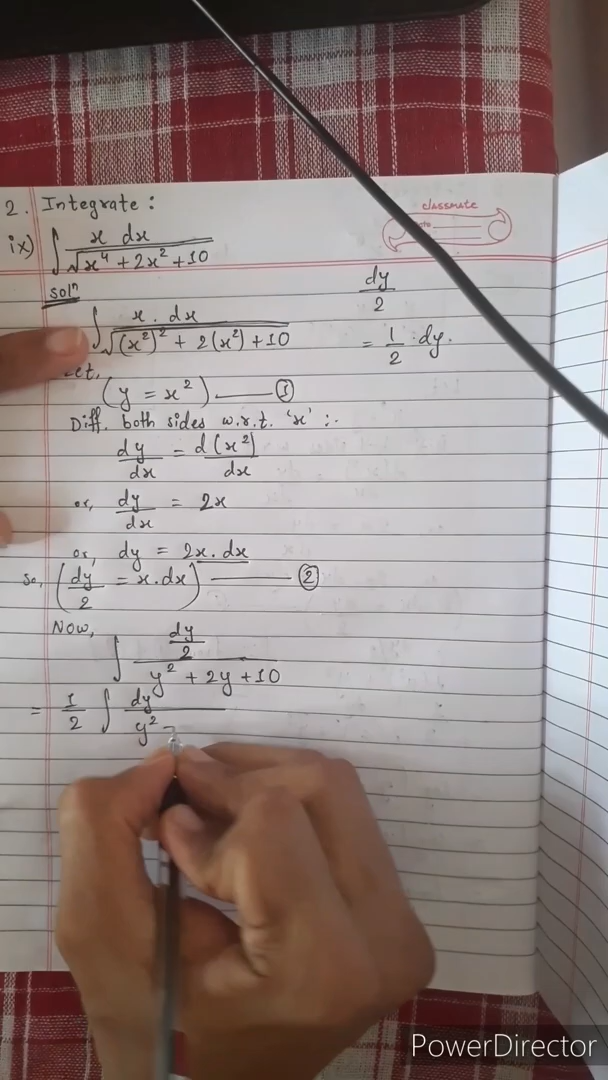 classmate
2. Integrate :
ix) ∫ x dx / √x⁴ + 2x² + 10
Solⁿ
∫ x . dx / √(x²)² + 2(x²) + 10
dy / 2
= 1/2 . dy.
Let,
(y = x²) —— ①
Diff. both sides w.r.t. 'x' :-
dy/dx = d(x²)/dx
or, dy/dx = 2x
or, dy = 2x.dx
So, (dy/2 = x.dx) —— ②
Now,
∫ dy/2 / y² + 2y + 10
= 1/2 ∫ dy / y²
PowerDirector